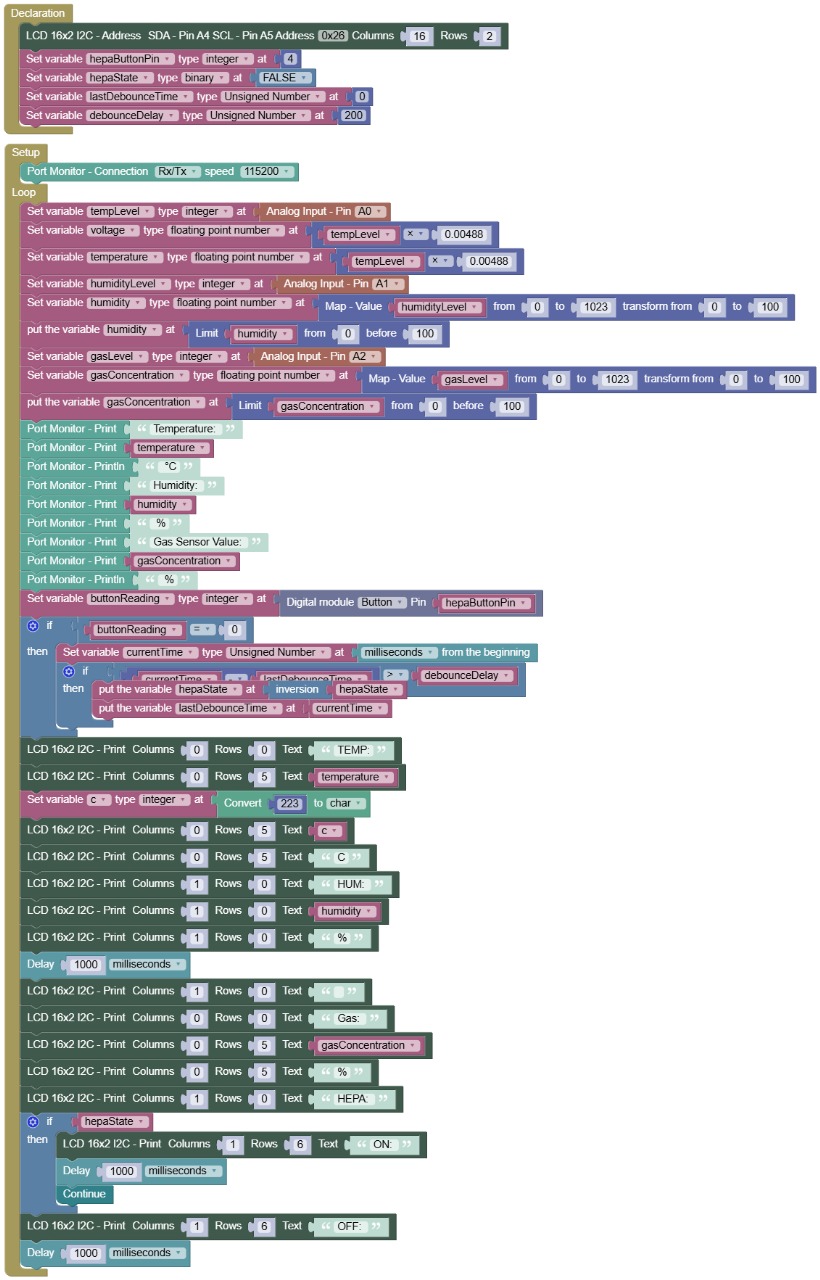 Declaration
LCD 16x2 I2C - Address SDA - Pin A4 SCL - Pin A5 Address 0x26 Columns 16 Rows 2
Set variable hepaButtonPin type integer at 4
Set variable hepaState type binary at FALSE
Set variable lastDebounceTime type Unsigned Number at 0
Set variable debounceDelay type Unsigned Number at 200
Setup
Port Monitor - Connection Rx/Tx speed 115200
Loop
Set variable tempLevel type integer at Analog Input - Pin A0
Set variable voltage type floating point number at tempLevel × 0.00488
Set variable temperature type floating point number at tempLevel × 0.00488
Set variable humidityLevel type integer at Analog Input - Pin A1
Set variable humidity type floating point number at Map - Value humidityLevel from 0 to 1023 transform from 0 to 100
put the variable humidity at Limit humidity from 0 before 100
Set variable gasLevel type integer at Analog Input - Pin A2
Set variable gasConcentration type floating point number at Map - Value gasLevel from 0 to 1023 transform from 0 to 100
put the variable gasConcentration at Limit gasConcentration from 0 before 100
Port Monitor - Print “ Temperature: ”
Port Monitor - Print temperature
Port Monitor - Println “ °C ”
Port Monitor - Print “ Humidity: ”
Port Monitor - Print humidity
Port Monitor - Print “ % ”
Port Monitor - Print “ Gas Sensor Value: ”
Port Monitor - Print gasConcentration
Port Monitor - Println “ % ”
Set variable buttonReading type integer at Digital module Button Pin hepaButtonPin
if buttonReading = 0
then Set variable currentTime type Unsigned Number at milliseconds from the beginning
if currentTime - lastDebounceTime > debounceDelay
then put the variable hepaState at inversion hepaState
put the variable lastDebounceTime at currentTime
LCD 16x2 I2C - Print Columns 0 Rows 0 Text “ TEMP: ”
LCD 16x2 I2C - Print Columns 0 Rows 5 Text temperature
Set variable c type integer at Convert 223 to char
LCD 16x2 I2C - Print Columns 0 Rows 5 Text c
LCD 16x2 I2C - Print Columns 0 Rows 5 Text “ C ”
LCD 16x2 I2C - Print Columns 1 Rows 0 Text “ HUM: ”
LCD 16x2 I2C - Print Columns 1 Rows 0 Text humidity
LCD 16x2 I2C - Print Columns 1 Rows 0 Text “ % ”
Delay 1000 milliseconds
LCD 16x2 I2C - Print Columns 1 Rows 0 Text “ ”
LCD 16x2 I2C - Print Columns 0 Rows 0 Text “ Gas: ”
LCD 16x2 I2C - Print Columns 0 Rows 5 Text gasConcentration
LCD 16x2 I2C - Print Columns 0 Rows 5 Text “ % ”
LCD 16x2 I2C - Print Columns 1 Rows 0 Text “ HEPA: ”
if hepaState
then LCD 16x2 I2C - Print Columns 1 Rows 6 Text “ ON: ”
Delay 1000 milliseconds
Continue
LCD 16x2 I2C - Print Columns 1 Rows 6 Text “ OFF: ”
Delay 1000 milliseconds